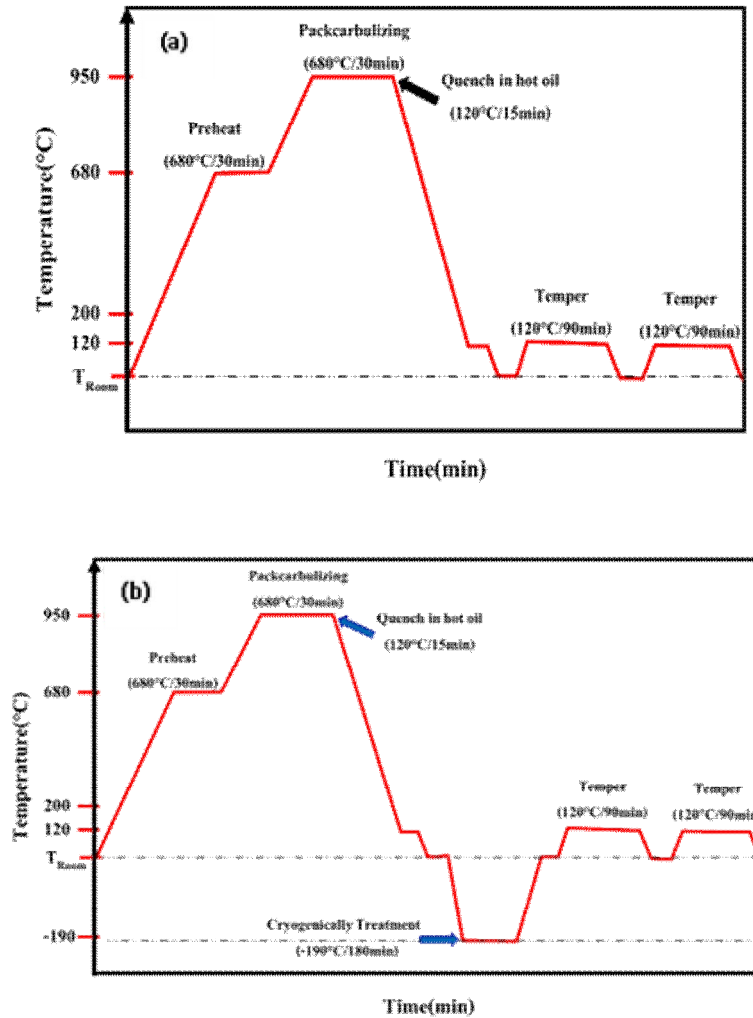 (a)
Packcarbulizing
(680°C/30min)
950
Quench in hot oil
(120°C/15min)
Preheat
(680°C/30min)
680
Temperature(°C)
200
Temper
Temper
120
(120°C/90min)
(120°C/90min)
T Room
Time(min)
(b)
Packcarbulizing
(680°C/30min)
950
Quench in hot oil
(120°C/15min)
Preheat
(680°C/30min)
680
Temperature(°C)
200
Temper
Temper
120
(120°C/90min)
(120°C/90min
T Room
-190
Cryogenically Treatment
(-190°C/180min)
Time(min)